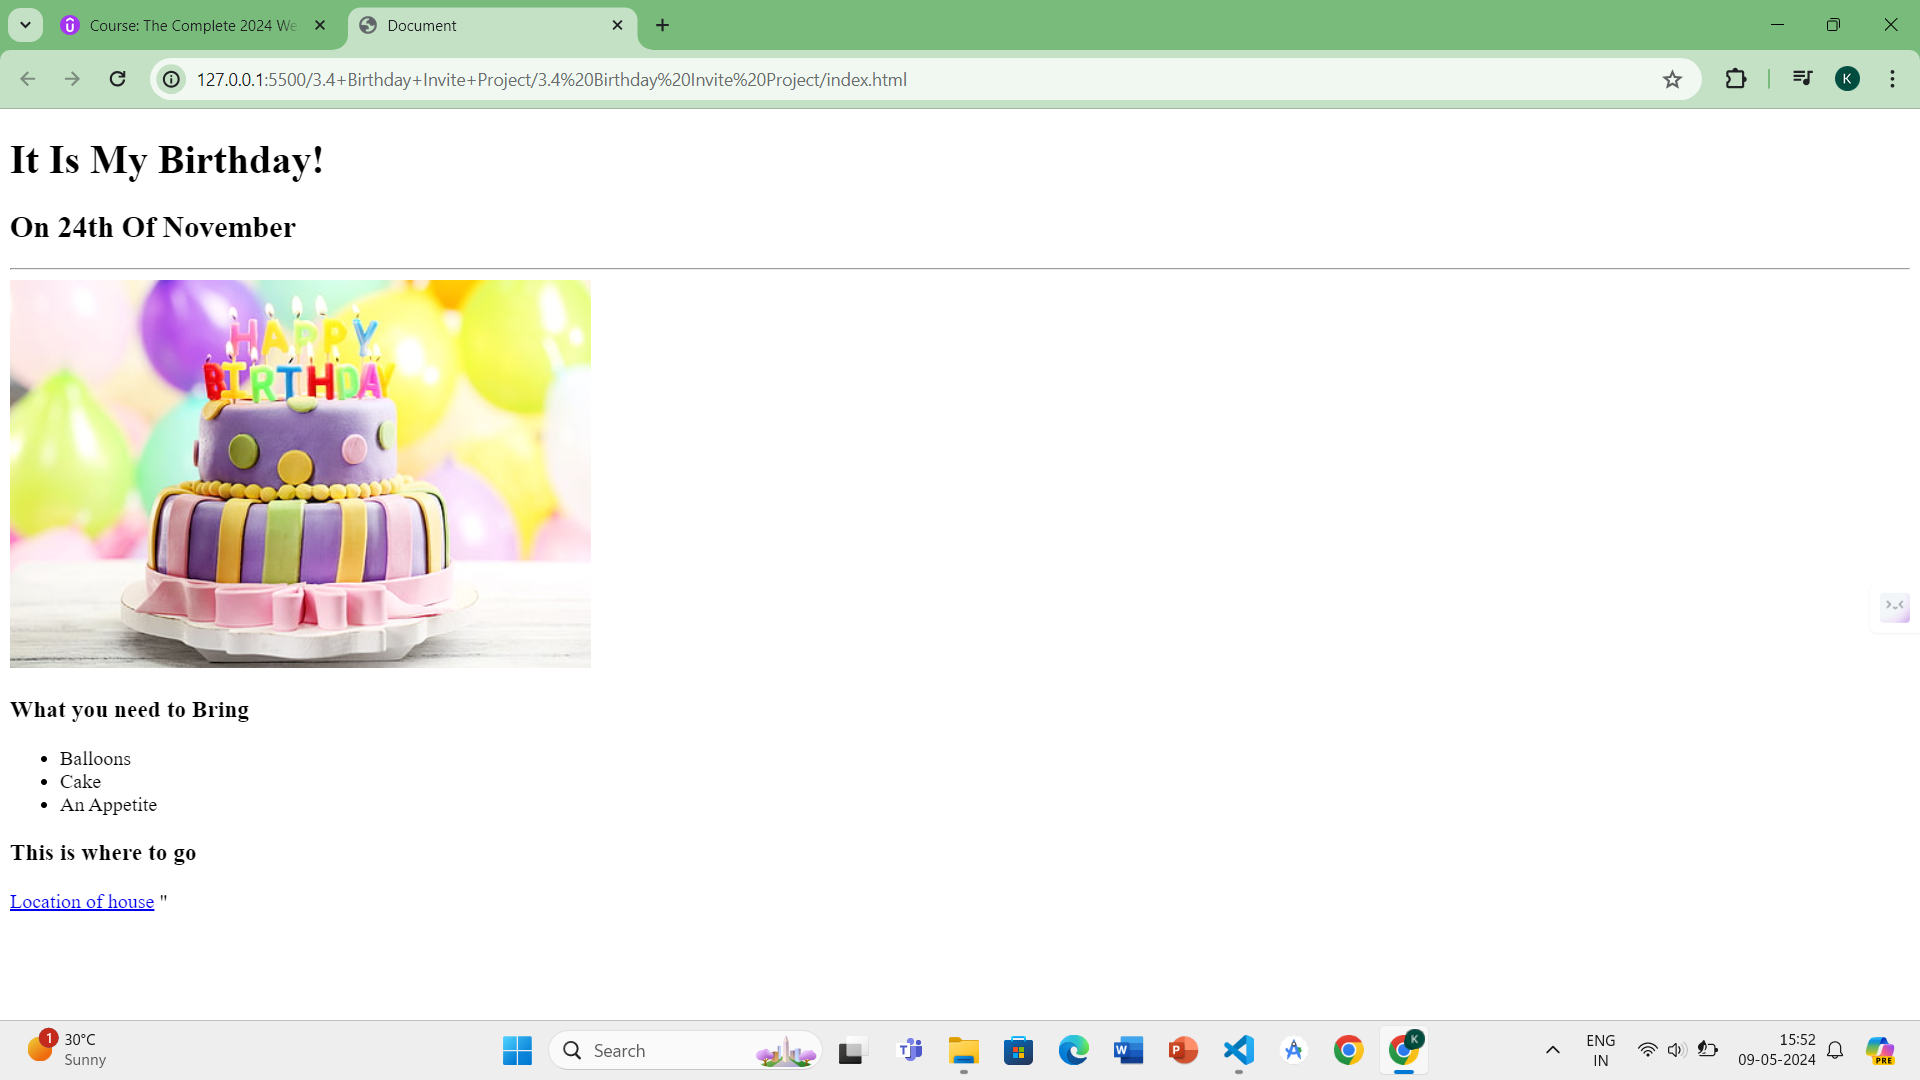 Course: The Complete 2024 We
Document
127.0.0.1:5500/3.4+Birthday+Invite+Project/3.4%20Birthday%20Invite%20Project/index.html
K
It Is My Birthday!
On 24th Of November
HAPPY
BIRTHDAY
What you need to Bring
• Balloons
• Cake
• An Appetite
This is where to go
Location of house "
1
30°C
Sunny
Search
K
ENG
IN
15:52
09-05-2024
PRE